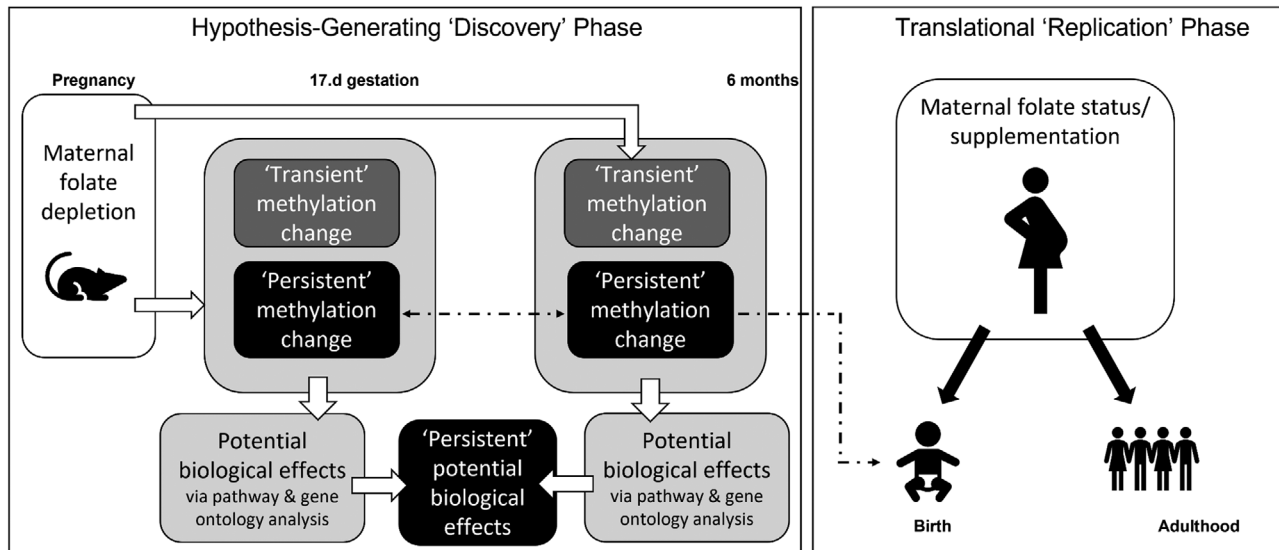 Hypothesis-Generating ‘Discovery’ Phase
Pregnancy
17.d gestation
6 months
Maternal
folate
depletion
‘Transient’
methylation
change
‘Persistent’
methylation
change
‘Transient’
methylation
change
‘Persistent’
methylation
change
Potential
biological effects
via pathway & gene
ontology analysis
‘Persistent’
potential
biological
effects
Potential
biological effects
via pathway & gene
ontology analysis
Translational ‘Replication’ Phase
Maternal folate status/
supplementation
Birth
Adulthood